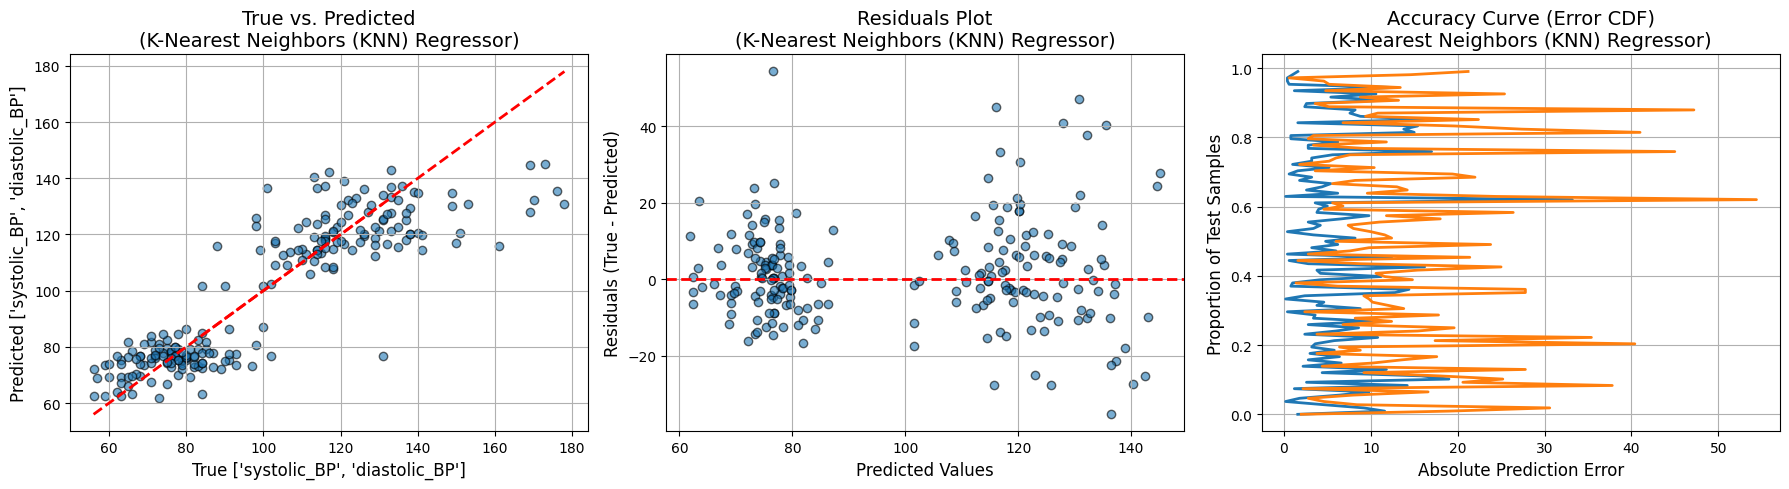 True vs. Predicted
(K-Nearest Neighbors (KNN) Regressor)
180
160
140
120
100
80
60
Predicted ['systolic_BP', 'diastolic_BP']
60 80 100 120 140 160 180
True ['systolic_BP', 'diastolic_BP']
Residuals Plot
(K-Nearest Neighbors (KNN) Regressor)
40
20
0
−20
Residuals (True - Predicted)
60 80 100 120 140
Predicted Values
Accuracy Curve (Error CDF)
(K-Nearest Neighbors (KNN) Regressor)
1.0
0.8
0.6
0.4
0.2
0.0
Proportion of Test Samples
0 10 20 30 40 50
Absolute Prediction Error